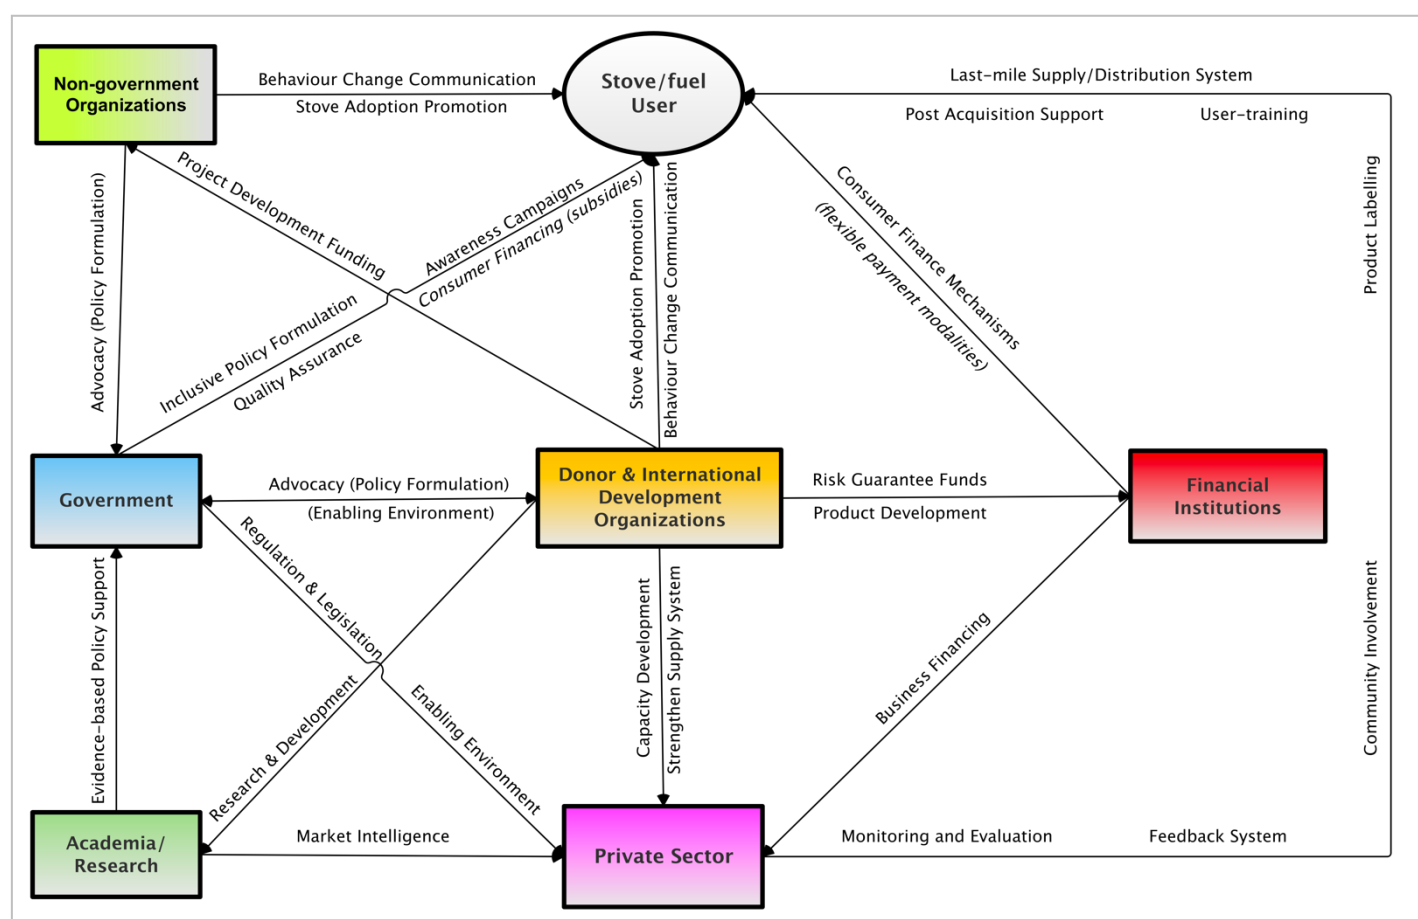 Non-government
Organizations
Behaviour Change Communication
Stove Adoption Promotion
Stove/fuel
User
Last-mile Supply/Distribution System
Post Acquisition Support
User-training
Project Development Funding
Advocacy (Policy Formulation)
Awareness Campaigns
Consumer Financing (subsidies)
Inclusive Policy Formulation
Quality Assurance
Stove Adoption Promotion
Behaviour Change Communication
Consumer Finance Mechanisms
(flexible payment modalities)
Product Labelling
Government
Advocacy (Policy Formulation)
(Enabling Environment)
Donor & International
Development
Organizations
Risk Guarantee Funds
Product Development
Financial
Institutions
Evidence-based Policy Support
Regulation & Legislation
Enabling Environment
Research & Development
Capacity Development
Strengthen Supply System
Business Financing
Community Involvement
Academia/
Research
Market Intelligence
Private Sector
Monitoring and Evaluation
Feedback System